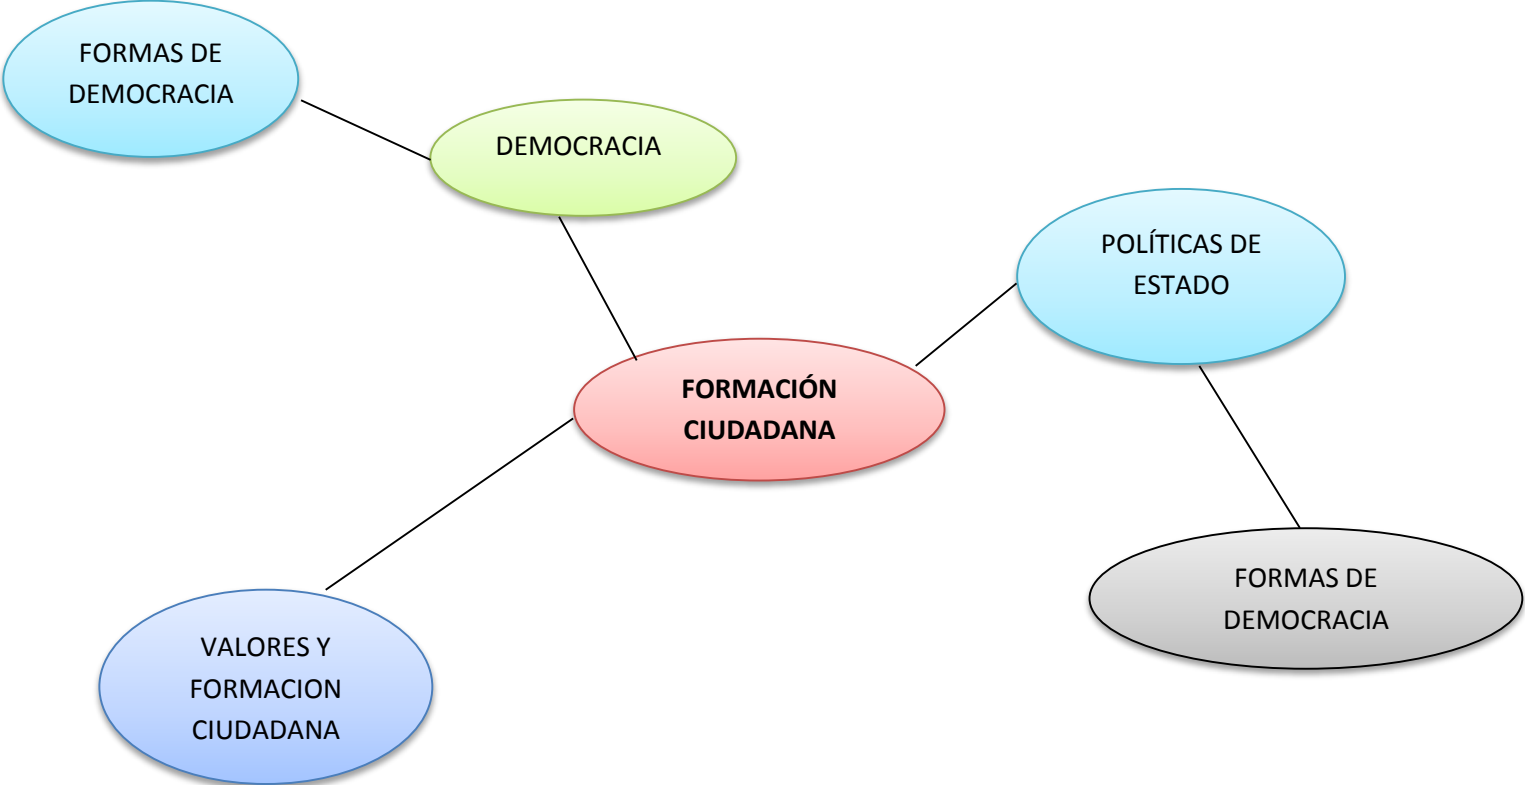 FORMAS DE
DEMOCRACIA
DEMOCRACIA
POLÍTICAS DE
ESTADO
FORMACIÓN
CIUDADANA
FORMAS DE
DEMOCRACIA
VALORES Y
FORMACION
CIUDADANA